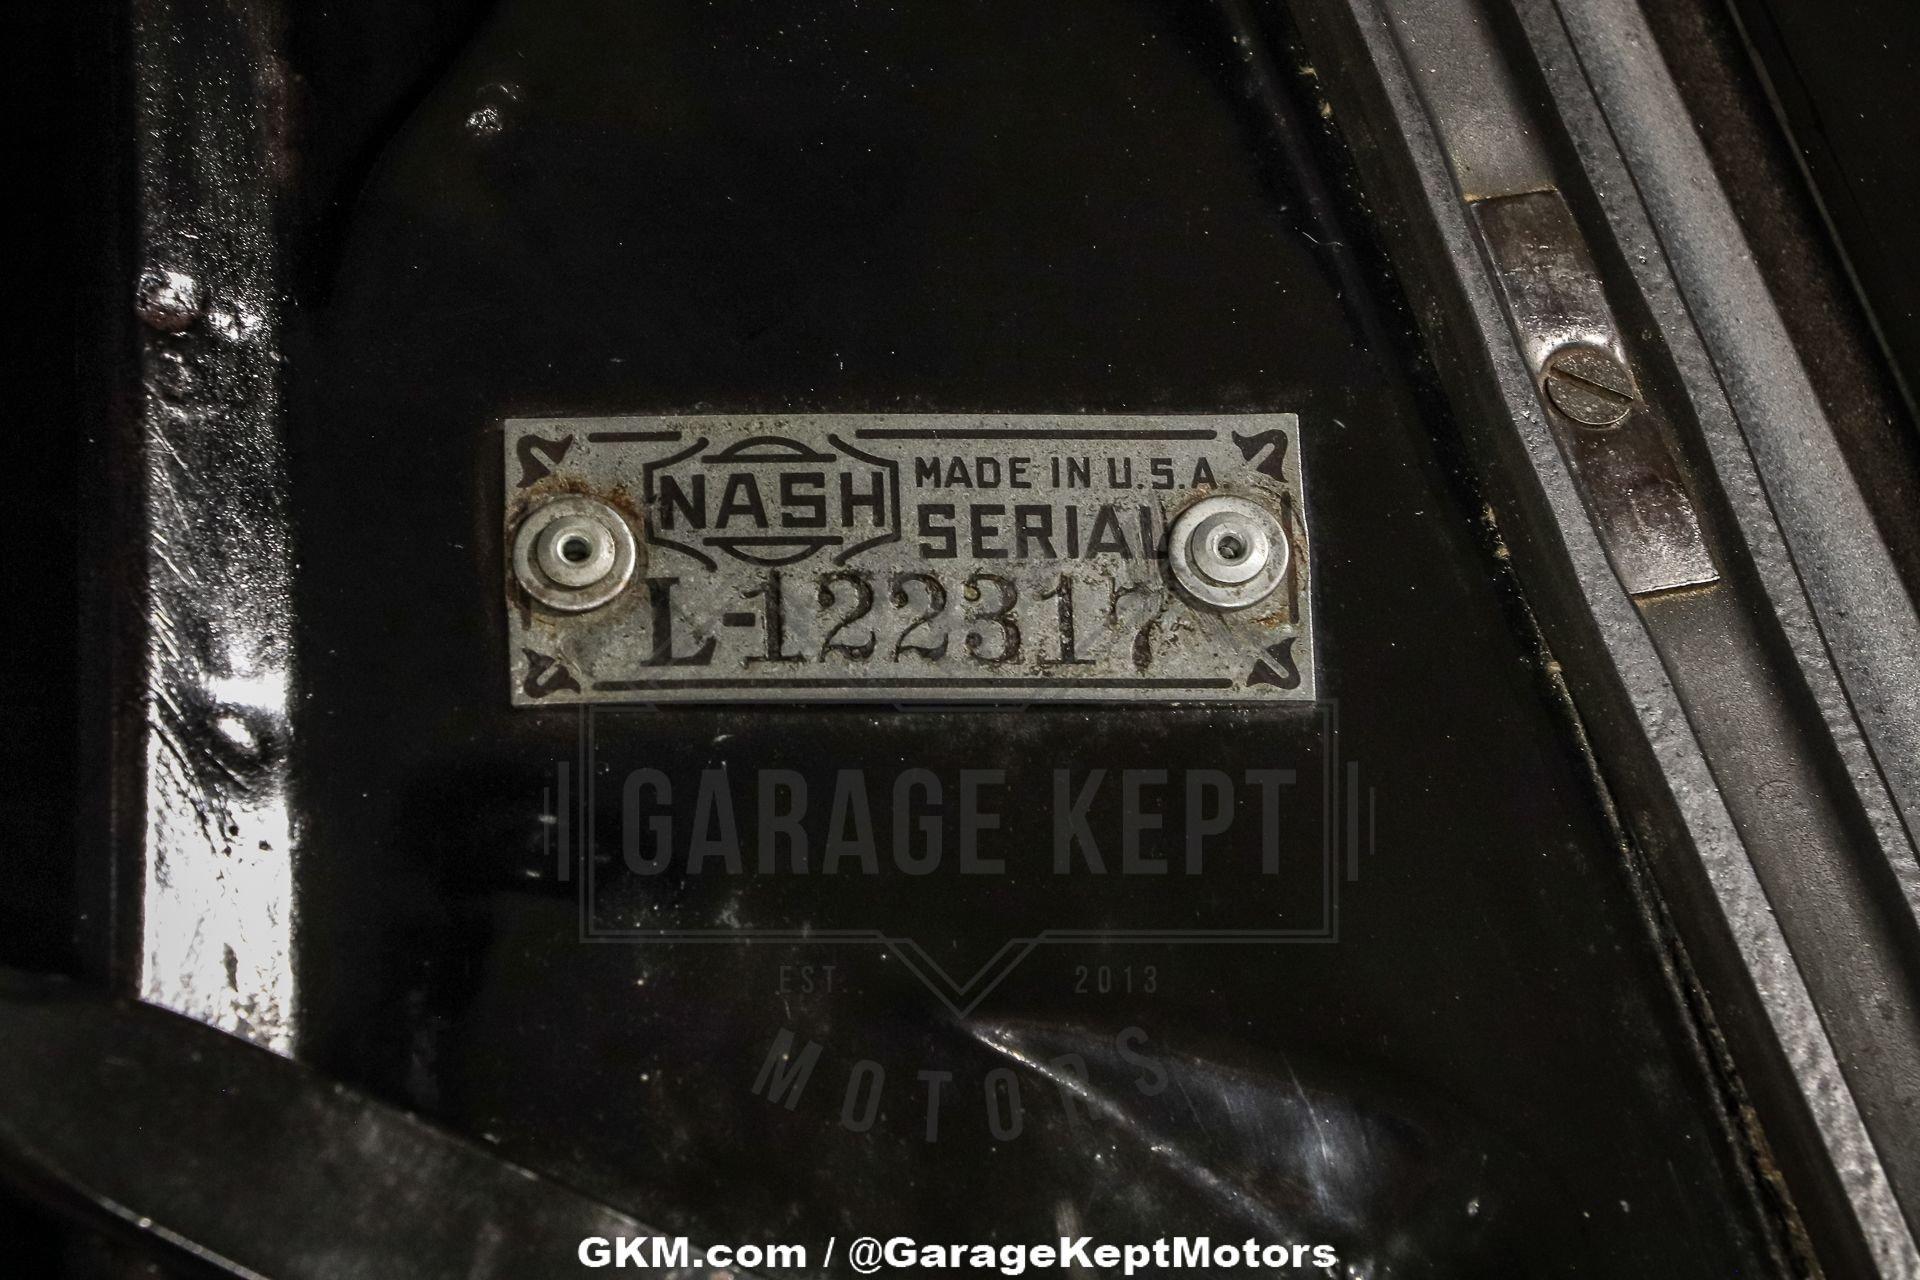 NASH MADE IN U.S.A.
SERIAL
L-122317
GARAGE KEPT
EST. 2013
MOTORS
GKM.com / @GarageKeptMotors